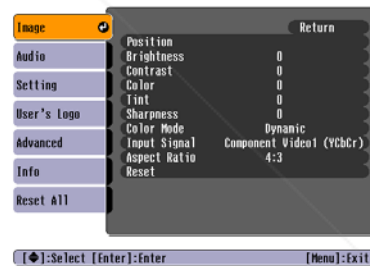 Image
Audio
Setting
User's Logo
Advanced
Info
Reset All
Return
Position
Brightness 0
Contrast 0
Color 0
Tint 0
Sharpness 0
Color Mode Dynamic
Input Signal Component Video1 (YCbCr)
Aspect Ratio 4:3
Reset
[◆]:Select [Enter]:Enter [Menu]:Exit